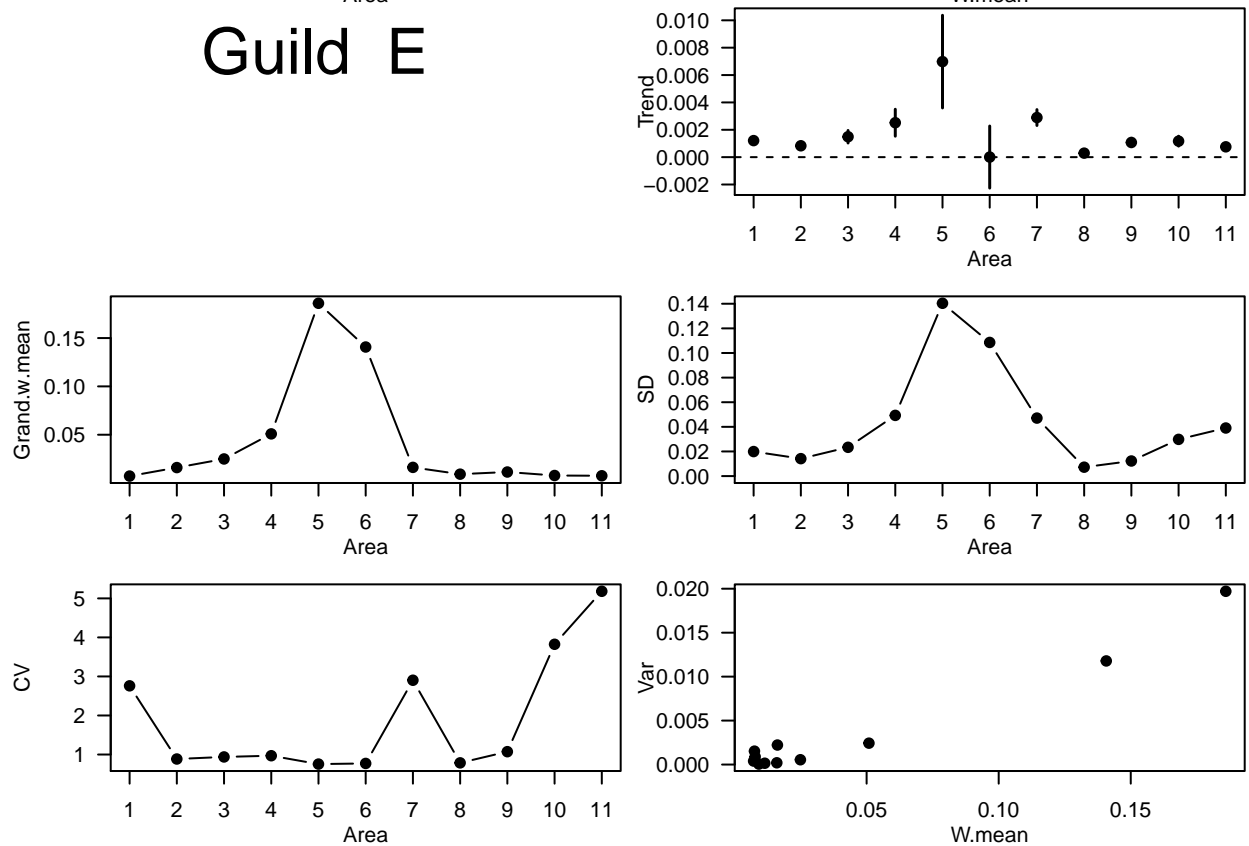 Area
W.mean
Guild E
Trend
0.010
0.008
0.006
0.004
0.002
0.000
−0.002
1 2 3 4 5 6 7 8 9 10 11
Area
Grand.w.mean
0.15
0.10
0.05
1 2 3 4 5 6 7 8 9 10 11
Area
SD
0.14
0.12
0.10
0.08
0.06
0.04
0.02
0.00
1 2 3 4 5 6 7 8 9 10 11
Area
CV
5
4
3
2
1
1 2 3 4 5 6 7 8 9 10 11
Area
Var
0.020
0.015
0.010
0.005
0.000
0.05 0.10 0.15
W.mean